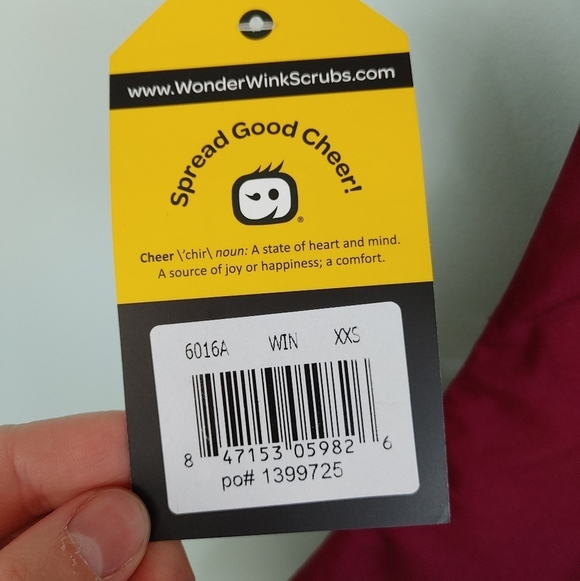 www.WonderWinkScrubs.com
Spread Good Cheer!
®
Cheer \'chir\ noun: A state of heart and mind.
A source of joy or happiness; a comfort.
6016A WIN XXS
8 47153 05982 6
po# 1399725